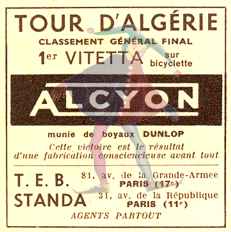 TOUR D'ALGÉRIE
CLASSEMENT GÉNÉRAL FINAL
1er VITETTA sur bicyclette
ALCYON
munie de boyaux DUNLOP
Cette victoire est le résultat
d'une fabrication consciencieuse avant tout
T. E. B. 81, av. de la Grande-Armee
PARIS (17e)
STANDA 31, av. de la République
PARIS (11e)
AGENTS PARTOUT